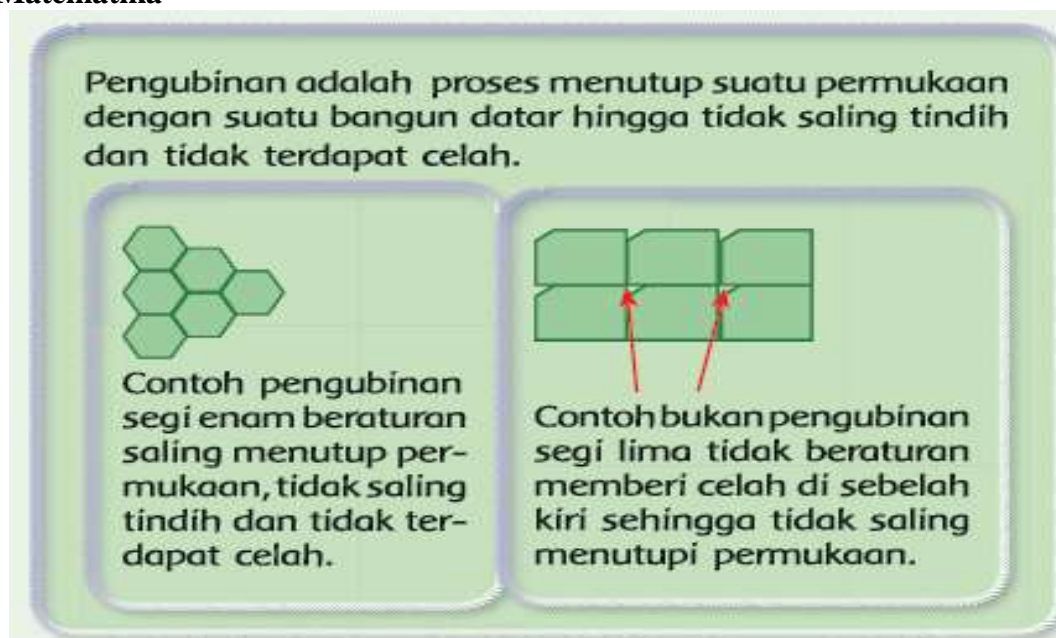 Matematika
Pengubinan adalah proses menutup suatu permukaan
dengan suatu bangun datar hingga tidak saling tindih
dan tidak terdapat celah.
Contoh pengubinan
segi enam beraturan
saling menutup per-
mukaan, tidak saling
tindih dan tidak ter-
dapat celah.
Contoh bukan pengubinan
segi lima tidak beraturan
memberi celah di sebelah
kiri sehingga tidak saling
menutupi permukaan.